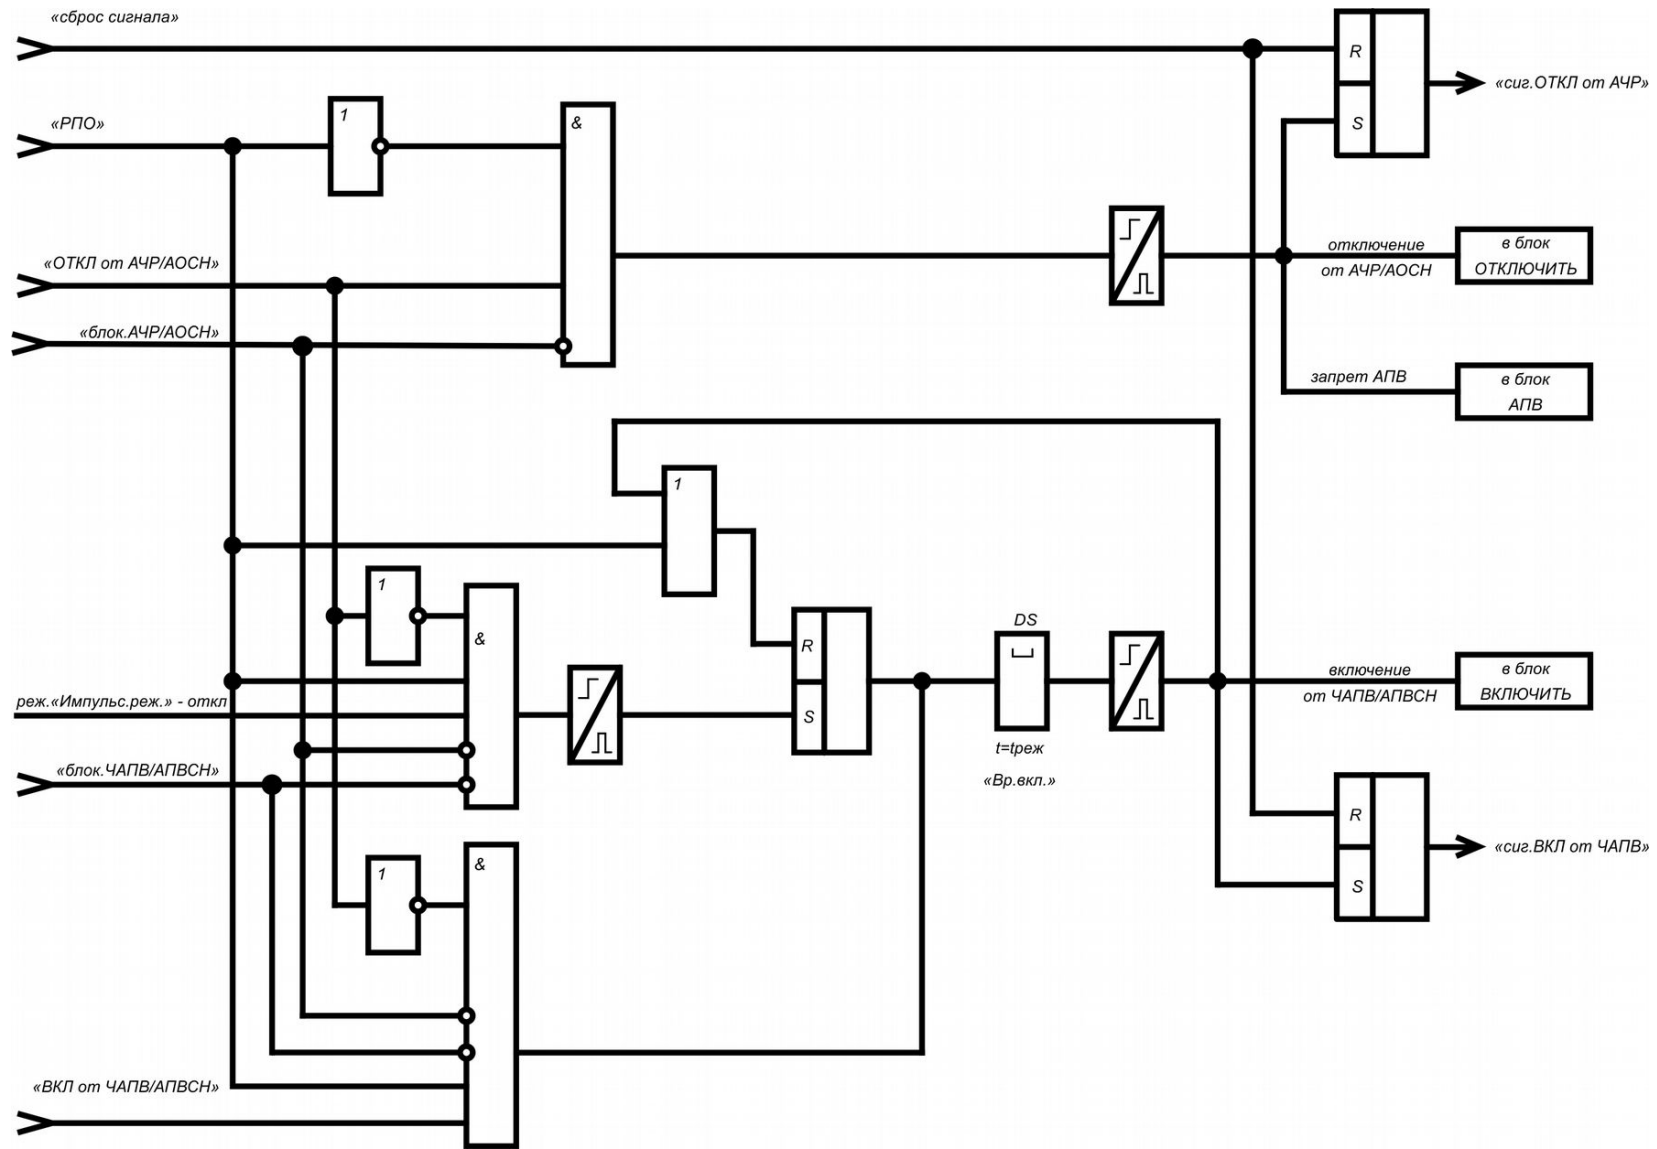 «сброс сигнала»
R
«сиг.ОТКЛ от АЧР»
S
«РПО»
1
&
«ОТКЛ от АЧР/АОСН»
«блок.АЧР/АОСН»
отключение
от АЧР/АОСН
в блок
ОТКЛЮЧИТЬ
запрет АПВ
в блок
АПВ
1
1
&
R
S
DS
t=tреж
«Вр.вкл.»
включение
от ЧАПВ/АПВСН
в блок
ВКЛЮЧИТЬ
реж.«Импульс.реж.» - откл
«блок.ЧАПВ/АПВСН»
R
«сиг.ВКЛ от ЧАПВ»
S
1
&
«ВКЛ от ЧАПВ/АПВСН»